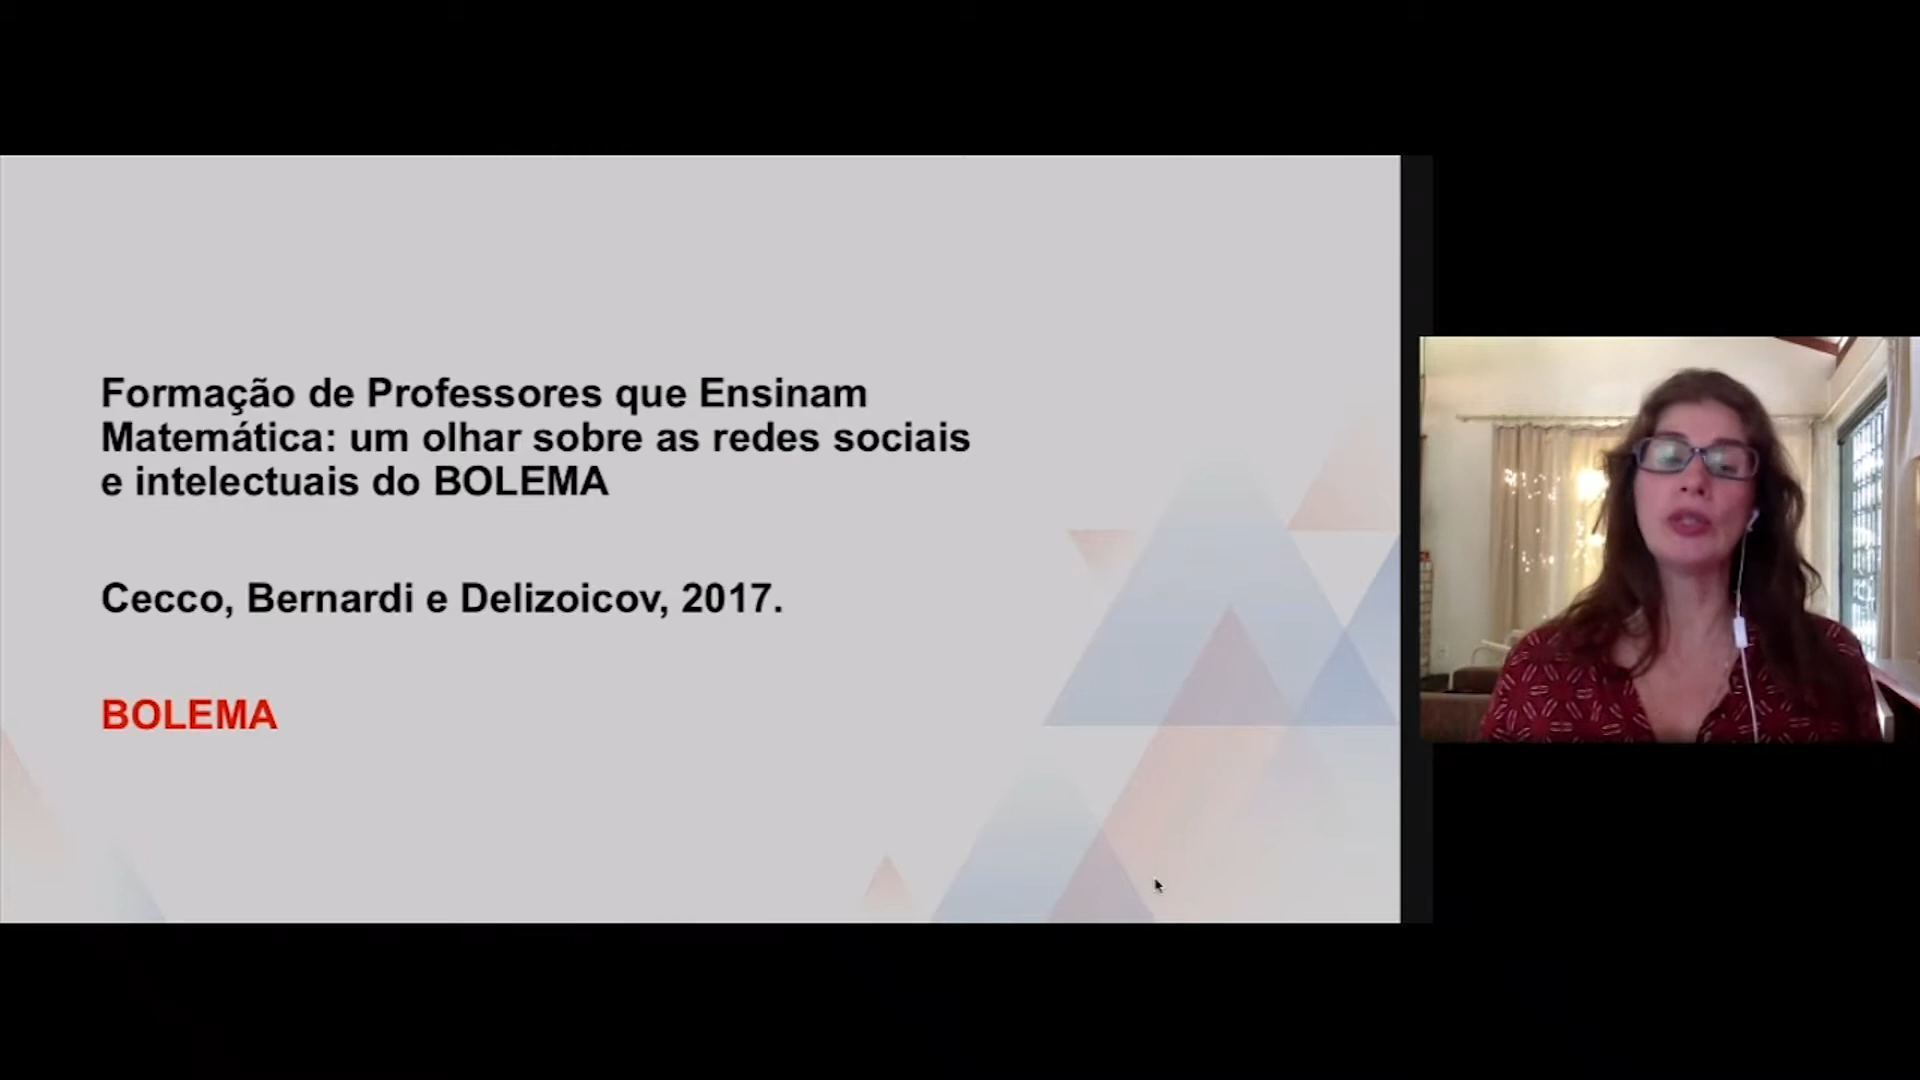 Formação de Professores que Ensinam
Matemática: um olhar sobre as redes sociais
e intelectuais do BOLEMA
Cecco, Bernardi e Delizoicov, 2017.
BOLEMA